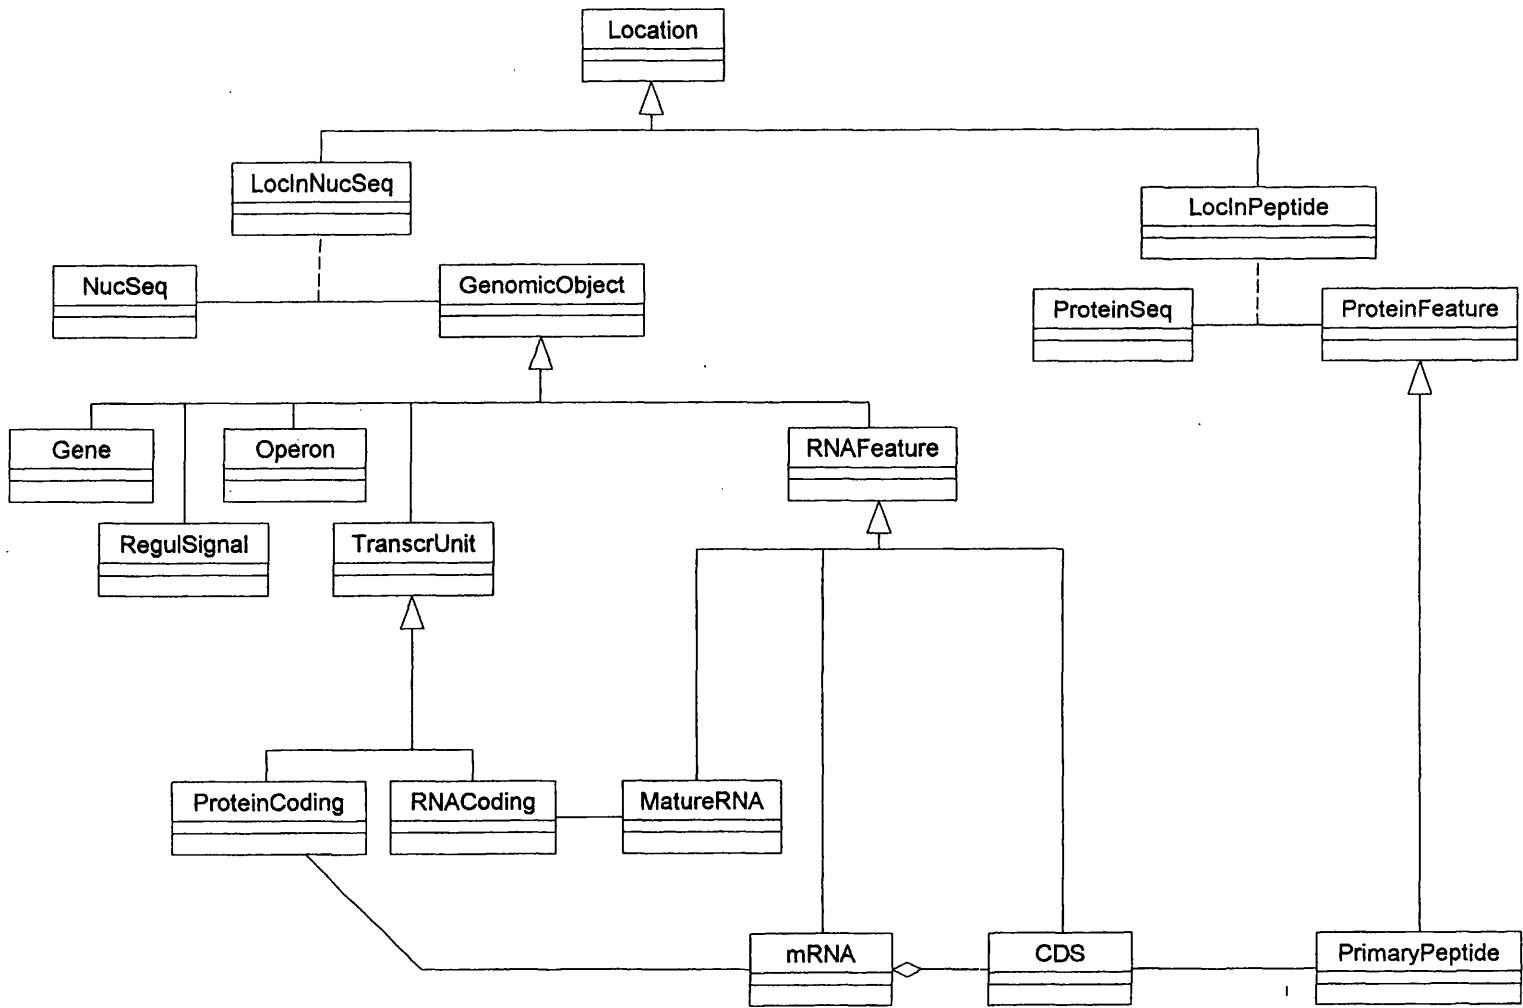 Location
LocInNucSeq
LocInPeptide
NucSeq
GenomicObject
ProteinSeq
ProteinFeature
Gene
Operon
RNAFeature
RegulSignal
TranscrUnit
ProteinCoding
RNACoding
MatureRNA
mRNA
CDS
PrimaryPeptide